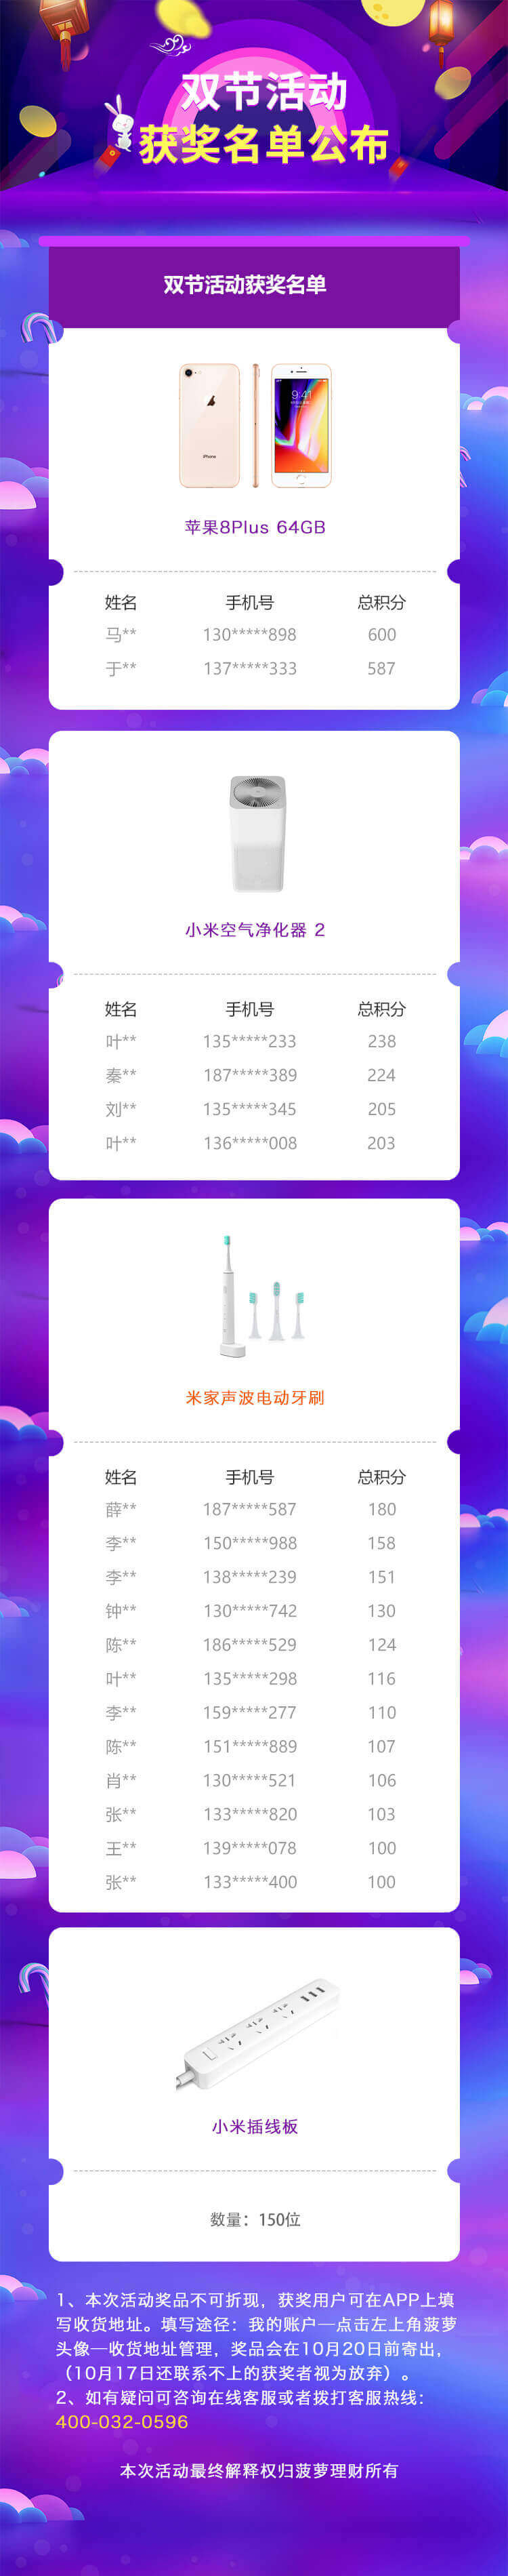 双节活动
获奖名单公布
双节活动获奖名单
9:41
iPhone
苹果8Plus 64GB
姓名 手机号 总积分
马** 130*****898 600
于** 137*****333 587
小米空气净化器 2
姓名 手机号 总积分
叶** 135*****233 238
秦** 187*****389 224
刘** 135*****345 205
叶** 136*****008 203
米家声波电动牙刷
姓名 手机号 总积分
薛** 187*****587 180
李** 150*****988 158
李** 138*****239 151
钟** 130*****742 130
陈** 186*****529 124
叶** 135*****298 116
李** 159*****277 110
陈** 151*****889 107
肖** 130*****521 106
张** 133*****820 103
王** 139*****078 100
张** 133*****400 100
小米插线板
数量：150位
1、本次活动奖品不可折现，获奖用户可在APP上填
写收货地址。填写途径：我的账户—点击左上角菠萝
头像—收货地址管理，奖品会在10月20日前寄出，
（10月17日还联系不上的获奖者视为放弃）。
2、如有疑问可咨询在线客服或者拨打客服热线：
400-032-0596
本次活动最终解释权归菠萝理财所有